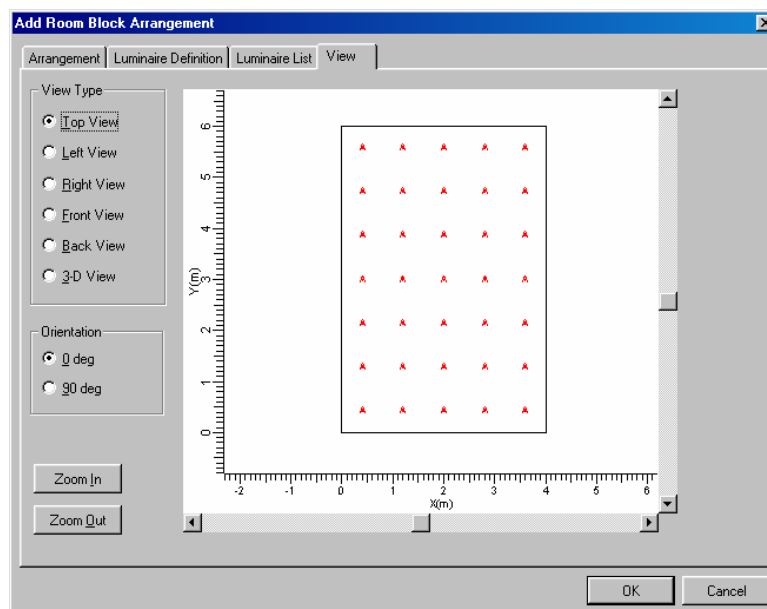 Add Room Block Arrangement
Arrangement Luminaire Definition Luminaire List View
View Type
Top View
Left View
Right View
Front View
Back View
3-D View
Orientation
0 deg
90 deg
Zoom In
Zoom Out
Y(m)
6
5
4
3
2
1
0
-2 -1 0 1 2 3 4 5 6
X(m)
A A A A A
A A A A A
A A A A A
A A A A A
A A A A A
A A A A A
A A A A A
OK Cancel